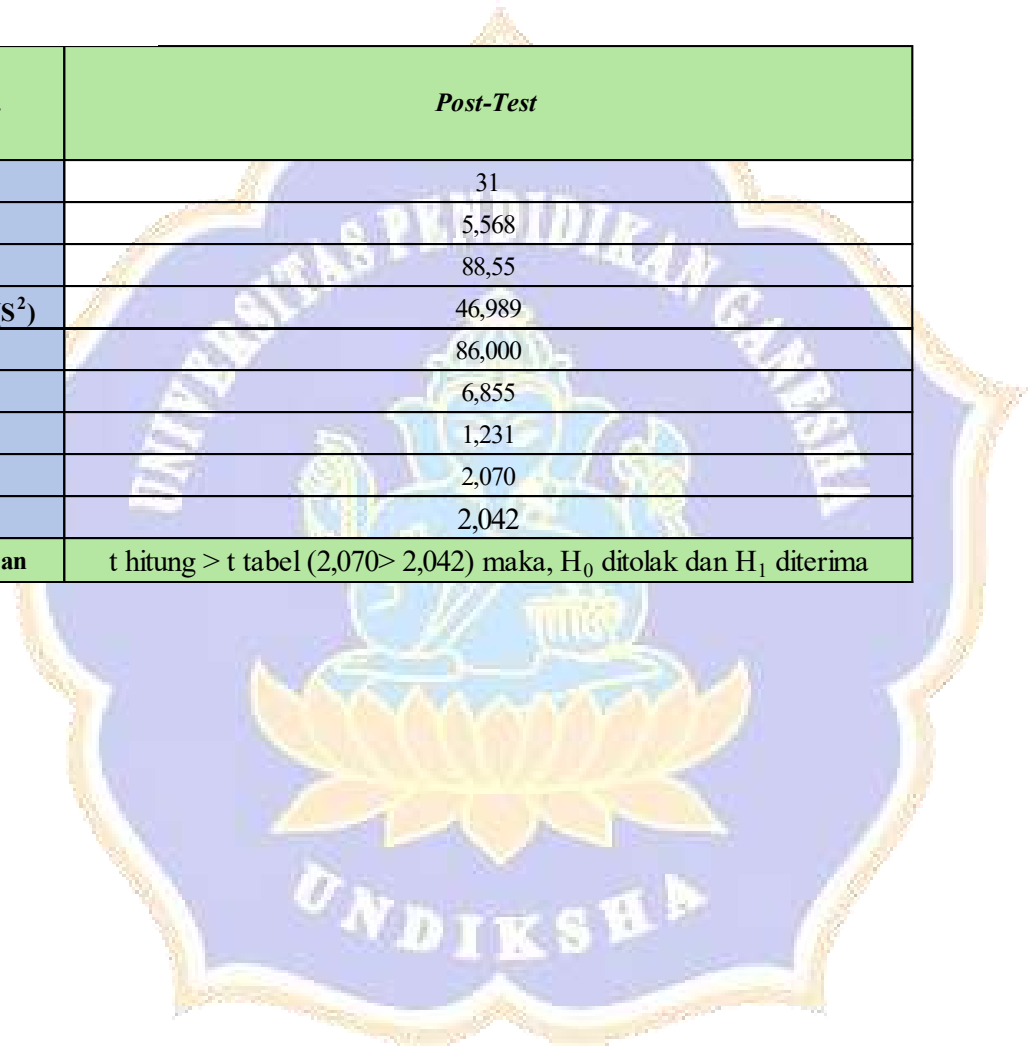 Post-Test
31
5,568
88,55
S²) 46,989
86,000
6,855
1,231
2,070
2,042
an t hitung > t tabel (2,070> 2,042) maka, H₀ ditolak dan H₁ diterima
UNIVERSITAS PENDIDIKAN GANESHA
UNDIKSHA